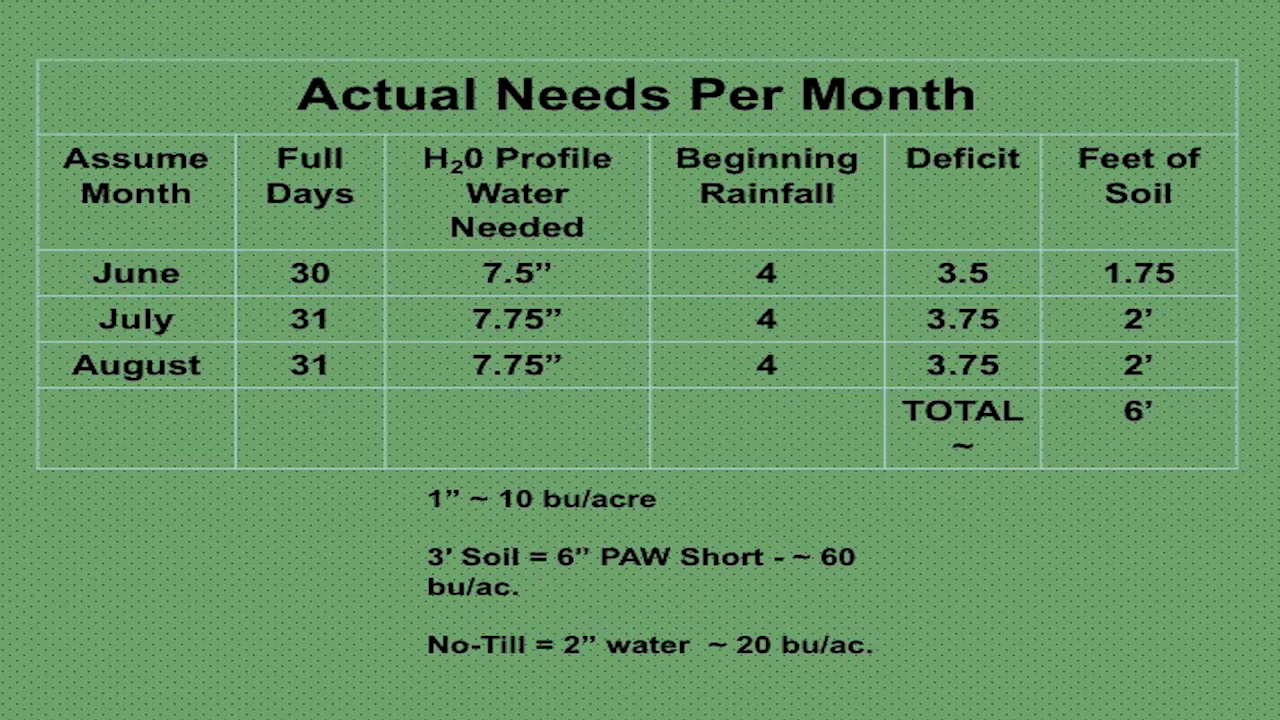 Actual Needs Per Month
Assume Month Full Days H₂0 Profile Water Needed Beginning Rainfall Deficit Feet of Soil
June 30 7.5” 4 3.5 1.75
July 31 7.75” 4 3.75 2’
August 31 7.75” 4 3.75 2’
TOTAL ~ 6’
1” ~ 10 bu/acre
3’ Soil = 6” PAW Short - ~ 60
bu/ac.
No-Till = 2” water ~ 20 bu/ac.